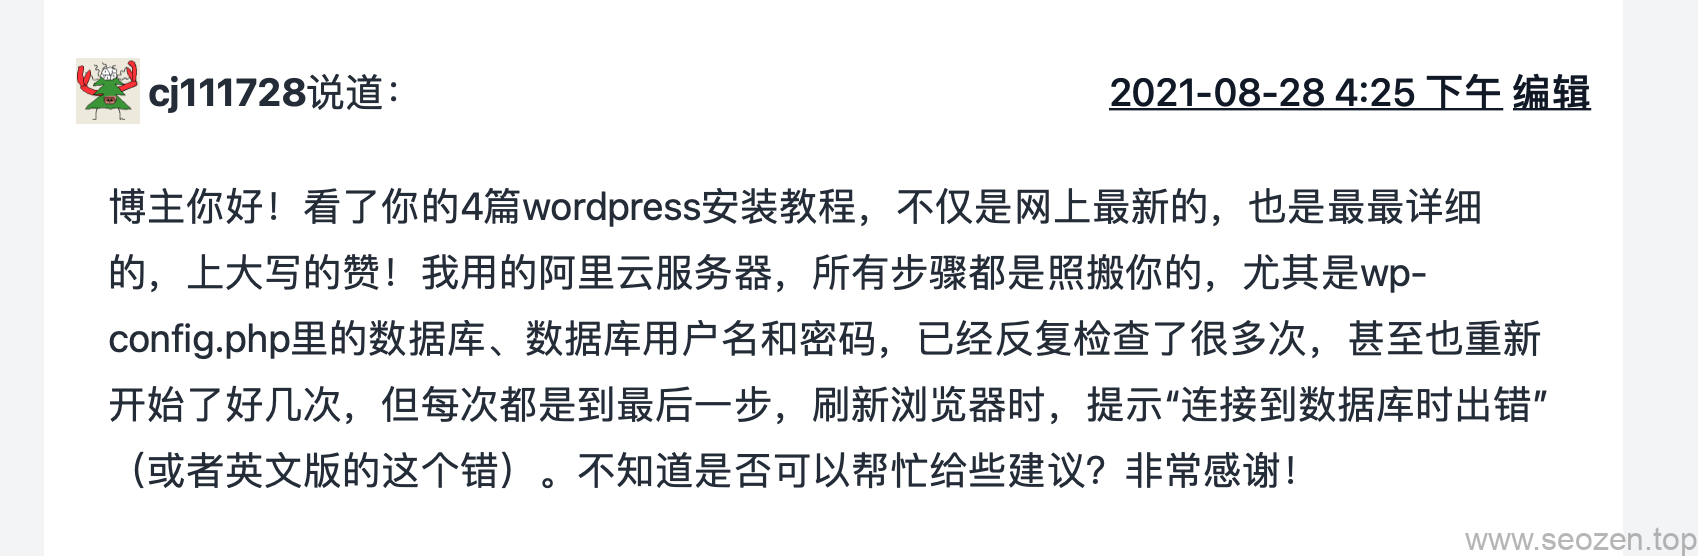 cj111728说道：
2021-08-28 4:25 下午 编辑
博主你好！看了你的4篇wordpress安装教程，不仅是网上最新的，也是最最详细
的，上大写的赞！我用的阿里云服务器，所有步骤都是照搬你的，尤其是wp-
config.php里的数据库、数据库用户名和密码，已经反复检查了很多次，甚至也重新
开始了好几次，但每次都是到最后一步，刷新浏览器时，提示“连接到数据库时出错”
（或者英文版的这个错）。不知道是否可以帮忙给些建议？非常感谢！
www.seozen.top